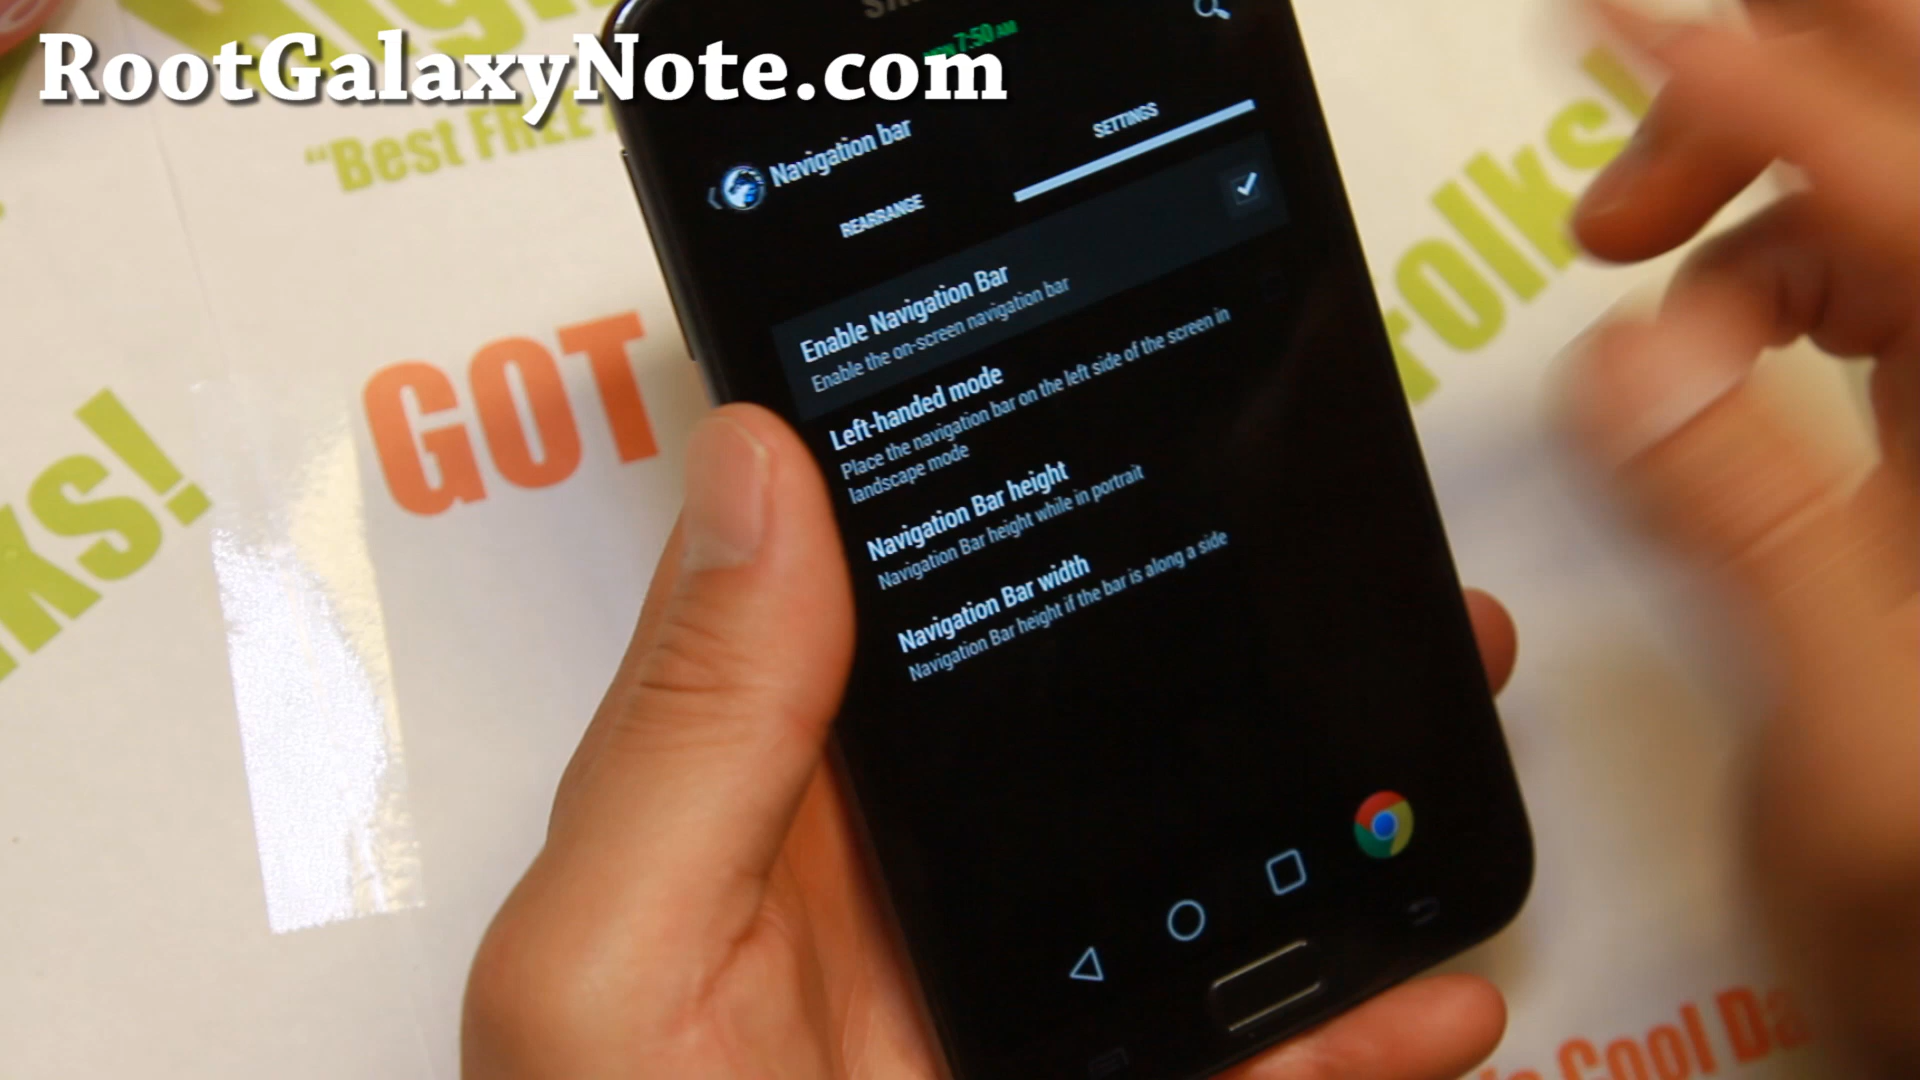 RootGalaxyNote.com
"Best FREE
GOT
7:50 AM
Navigation bar
REARRANGE
SETTINGS
Enable Navigation Bar
Enable the on-screen navigation bar
Left-handed mode
Place the navigation bar on the left side of the screen in
landscape mode
Navigation Bar height
Navigation Bar height while in portrait
Navigation Bar width
Navigation Bar height if the bar is along a side
Cool